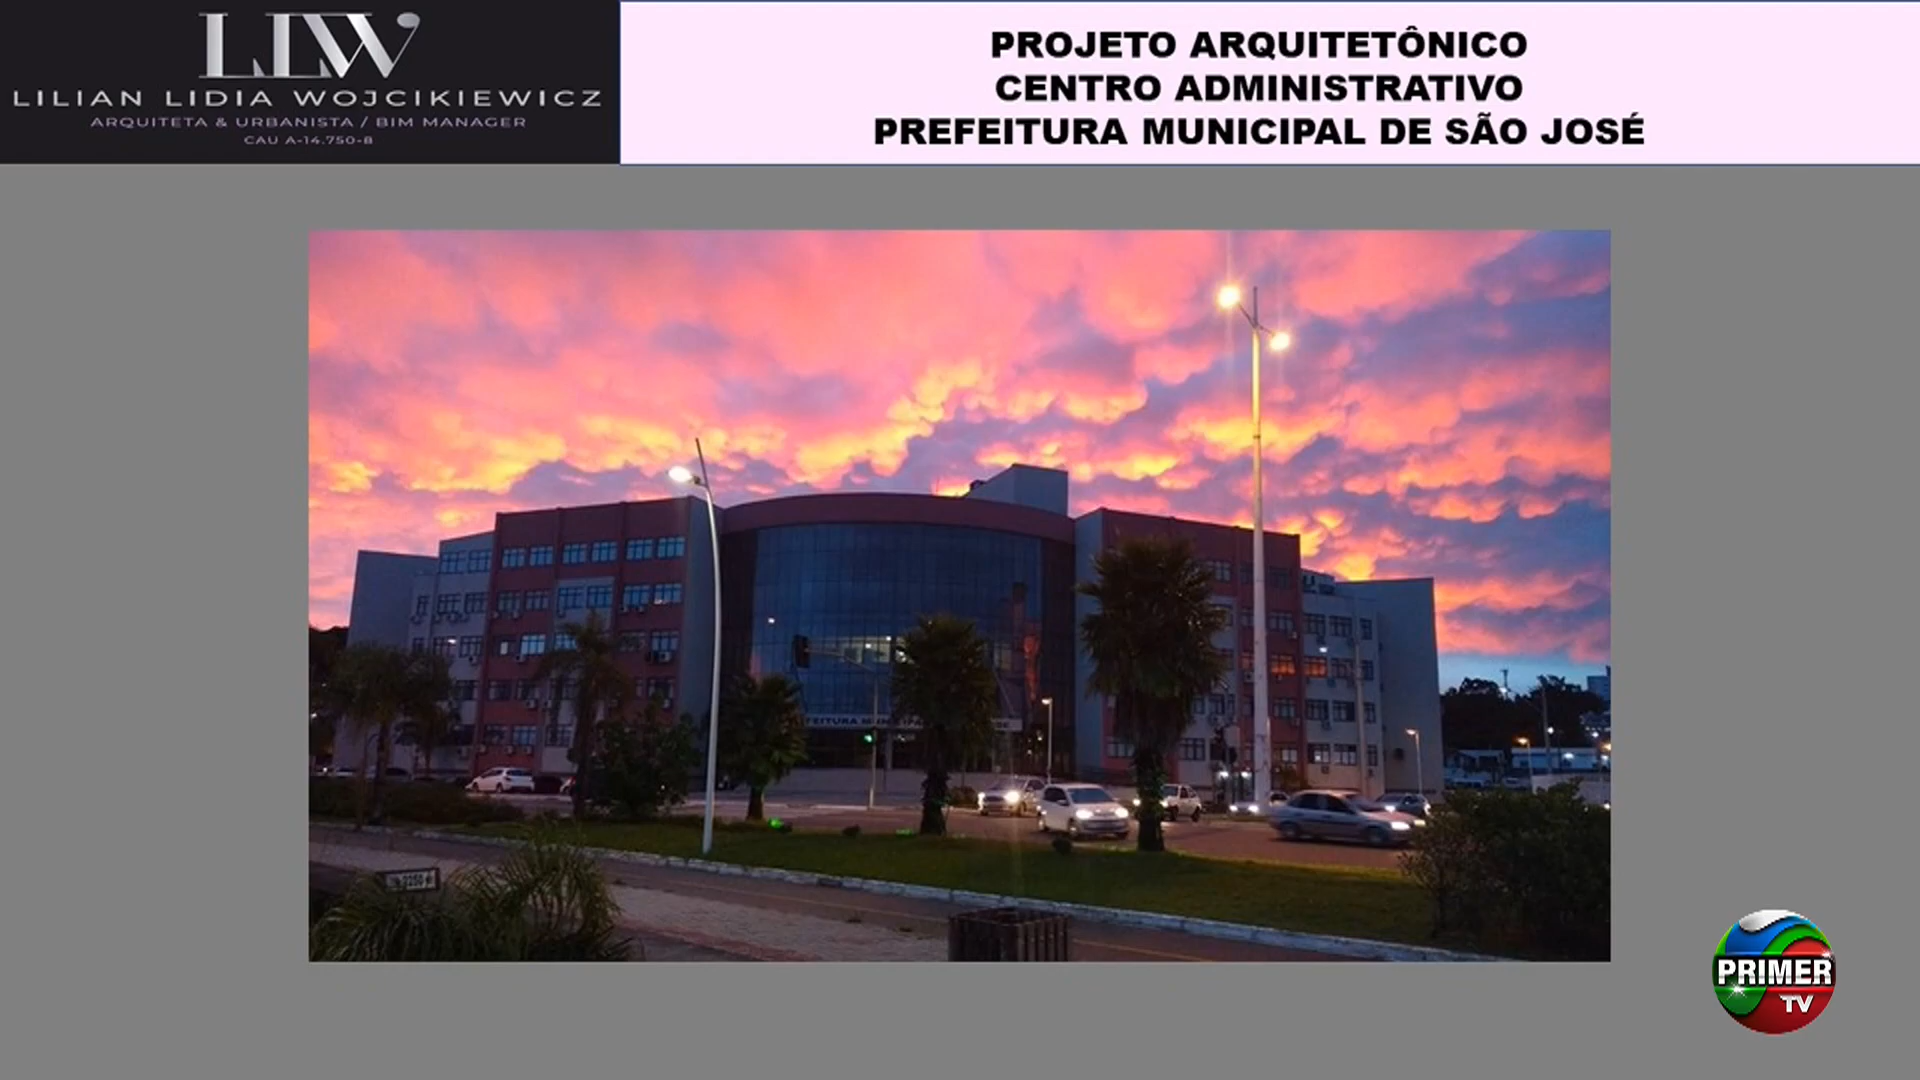 LLW
LILIAN LIDIA WOJCIKIEWICZ
ARQUITETA & URBANISTA / BIM MANAGER
CAU A-14.750-8
PROJETO ARQUITETÔNICO
CENTRO ADMINISTRATIVO
PREFEITURA MUNICIPAL DE SÃO JOSÉ
PRIMER
TV